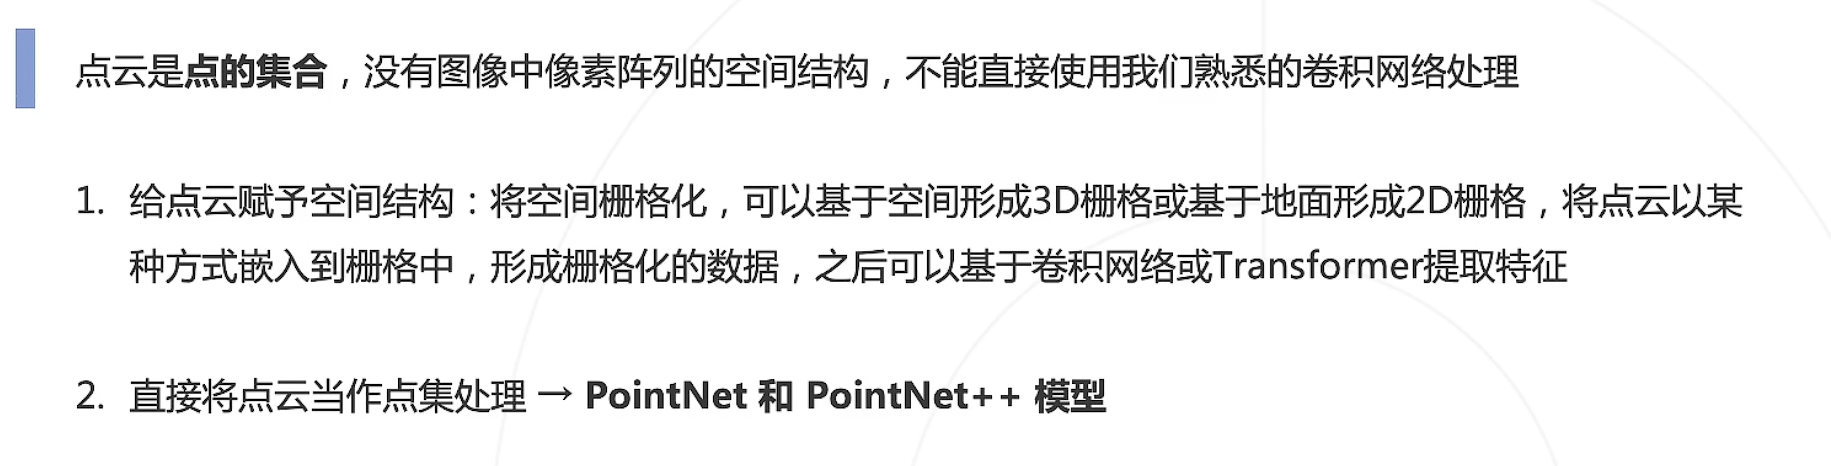 点云是点的集合，没有图像中像素阵列的空间结构，不能直接使用我们熟悉的卷积网络处理
1. 给点云赋予空间结构：将空间栅格化，可以基于空间形成3D栅格或基于地面形成2D栅格，将点云以某
种方式嵌入到栅格中，形成栅格化的数据，之后可以基于卷积网络或Transformer提取特征
2. 直接将点云当作点集处理 → PointNet 和 PointNet++ 模型